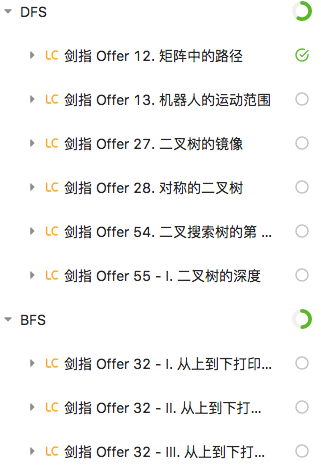 DFS
LC 剑指 Offer 12. 矩阵中的路径
LC 剑指 Offer 13. 机器人的运动范围
LC 剑指 Offer 27. 二叉树的镜像
LC 剑指 Offer 28. 对称的二叉树
LC 剑指 Offer 54. 二叉搜索树的第 ...
LC 剑指 Offer 55 - I. 二叉树的深度
BFS
LC 剑指 Offer 32 - I. 从上到下打印...
LC 剑指 Offer 32 - II. 从上到下打...
LC 剑指 Offer 32 - III. 从上到下打...